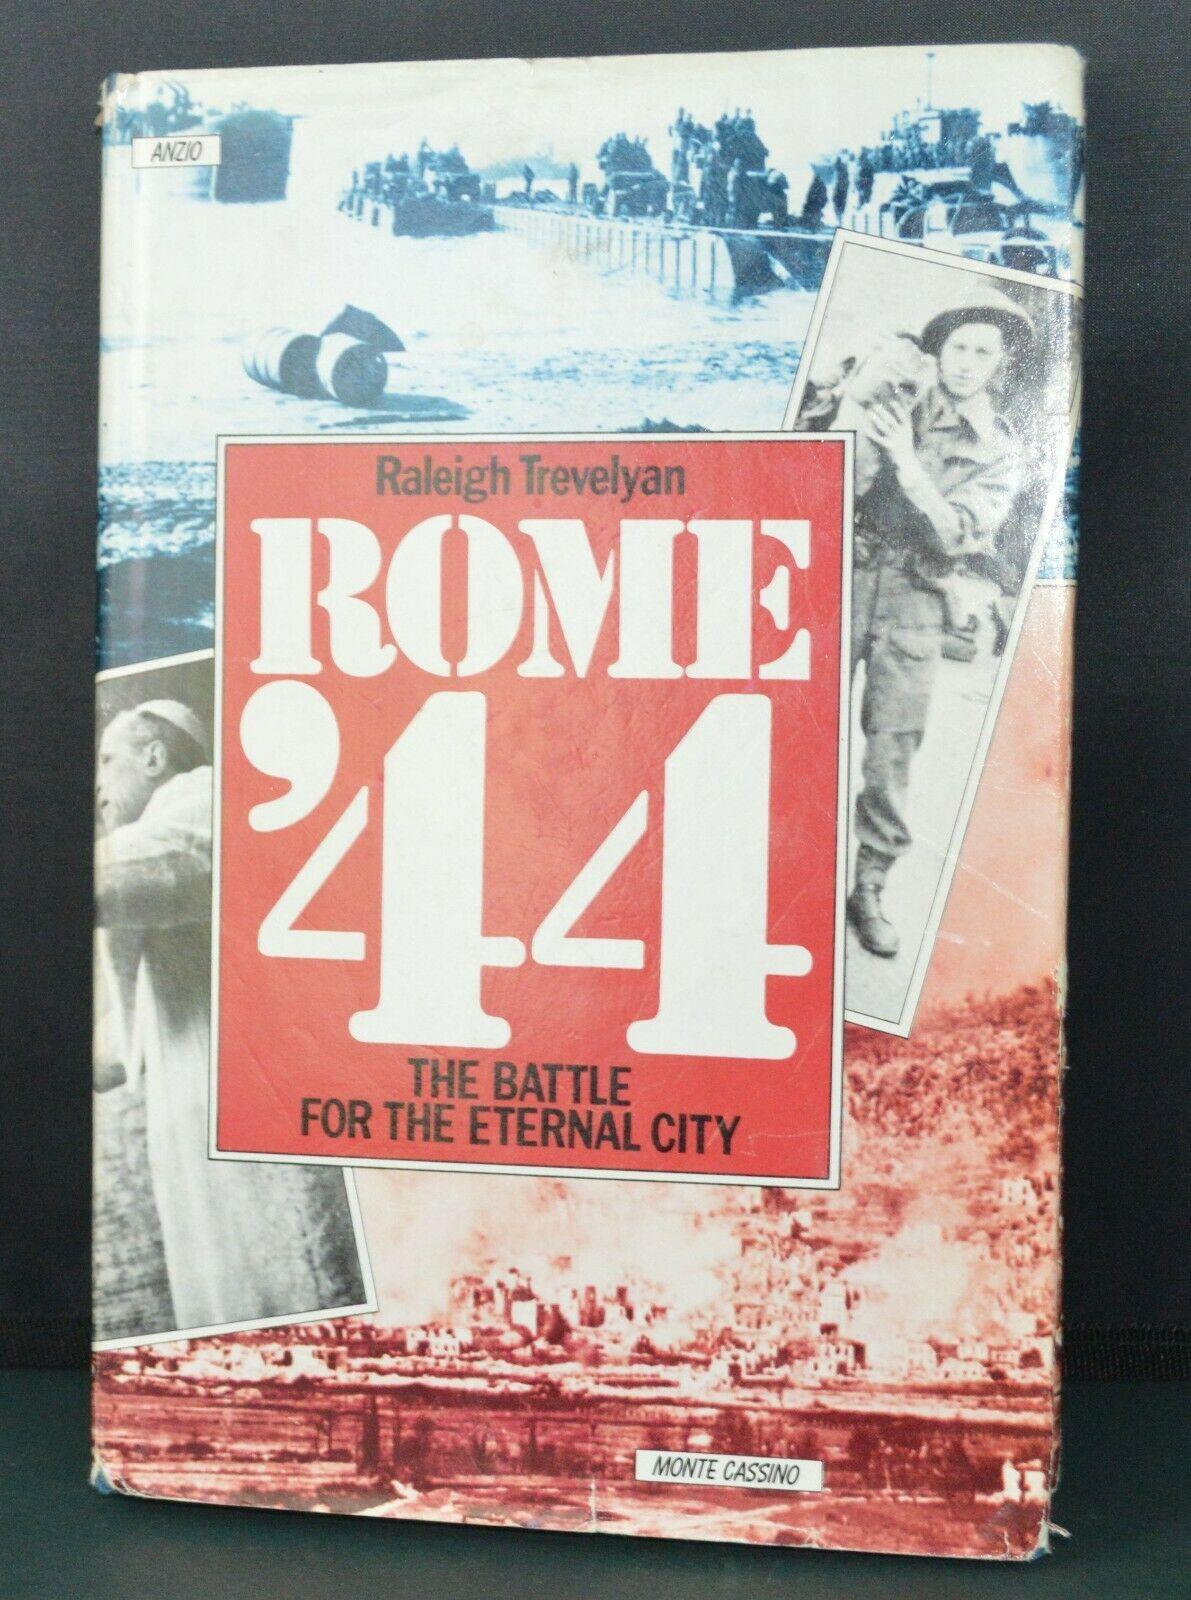 ANZIO
Raleigh Trevelyan
ROME
'44
THE BATTLE
FOR THE ETERNAL CITY
MONTE CASSINO